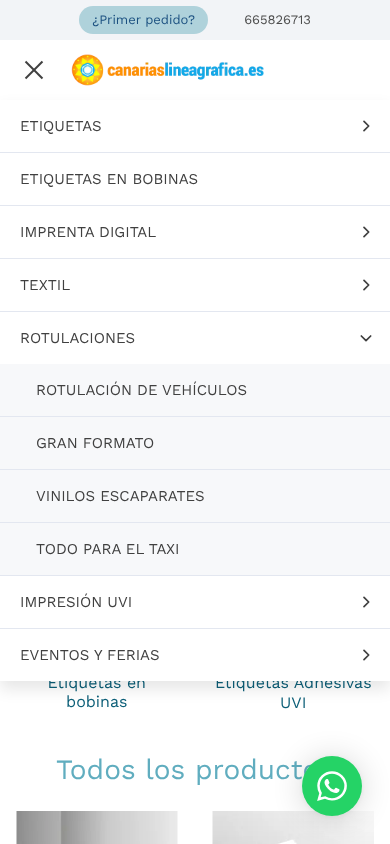 ¿Primer pedido?
665826713
canariaslineagrafica.es
ETIQUETAS
ETIQUETAS EN BOBINAS
IMPRENTA DIGITAL
TEXTIL
ROTULACIONES
ROTULACIÓN DE VEHÍCULOS
GRAN FORMATO
VINILOS ESCAPARATES
TODO PARA EL TAXI
IMPRESIÓN UVI
EVENTOS Y FERIAS
Etiquetas en
bobinas
Etiquetas Adhesivas
UVI
Todos los product